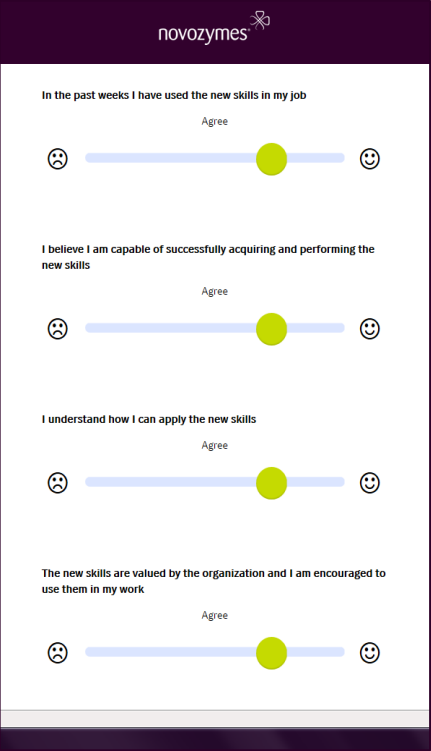 novozymes
In the past weeks I have used the new skills in my job
Agree
I believe I am capable of successfully acquiring and performing the
new skills
Agree
I understand how I can apply the new skills
Agree
The new skills are valued by the organization and I am encouraged to
use them in my work
Agree